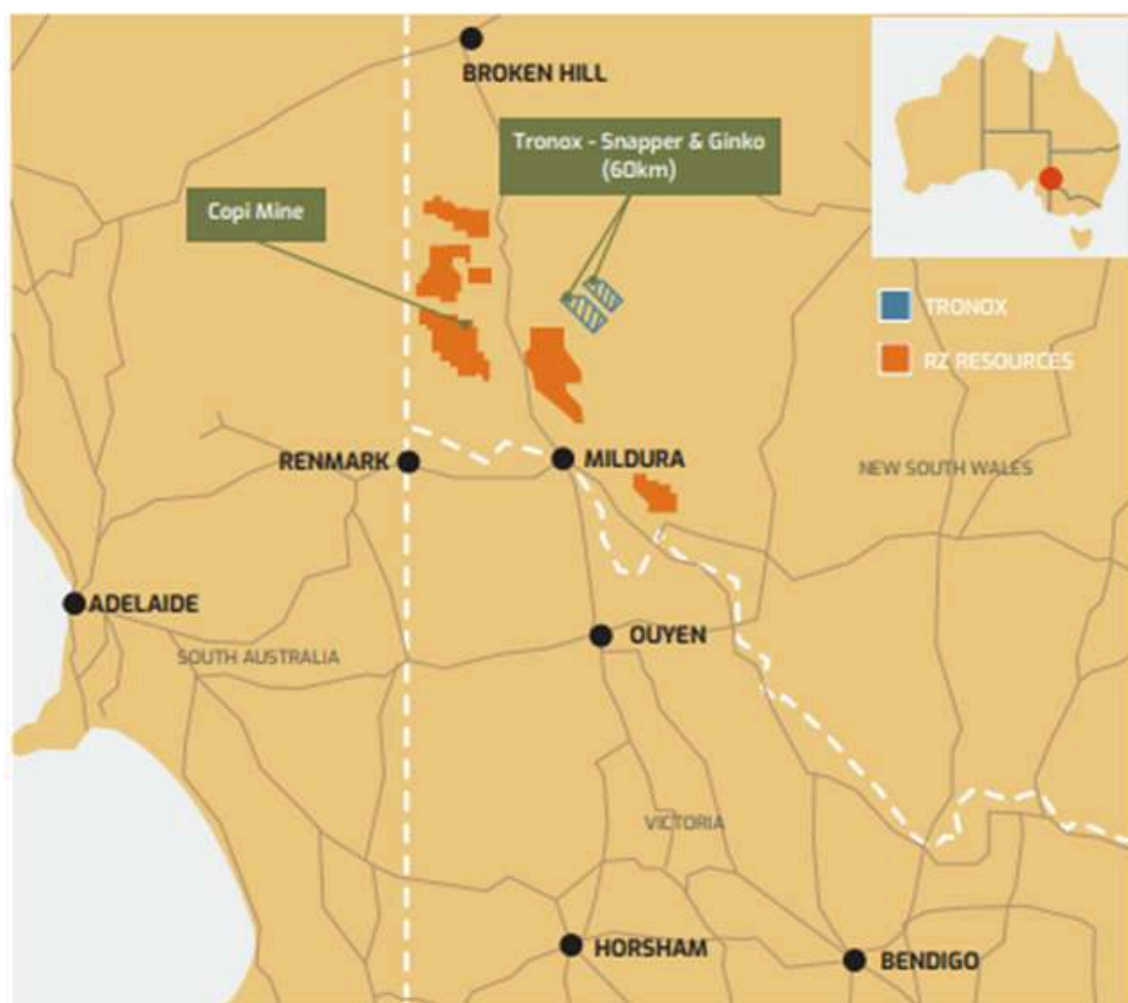 BROKEN HILL
Tronox - Snapper & Ginko
(60km)
Copi Mine
TRONOX
RZ RESOURCES
RENMARK
MILDURA
NEW SOUTH WALES
ADELAIDE
OUYEN
SOUTH AUSTRALIA
VICTORIA
HORSHAM
BENDIGO